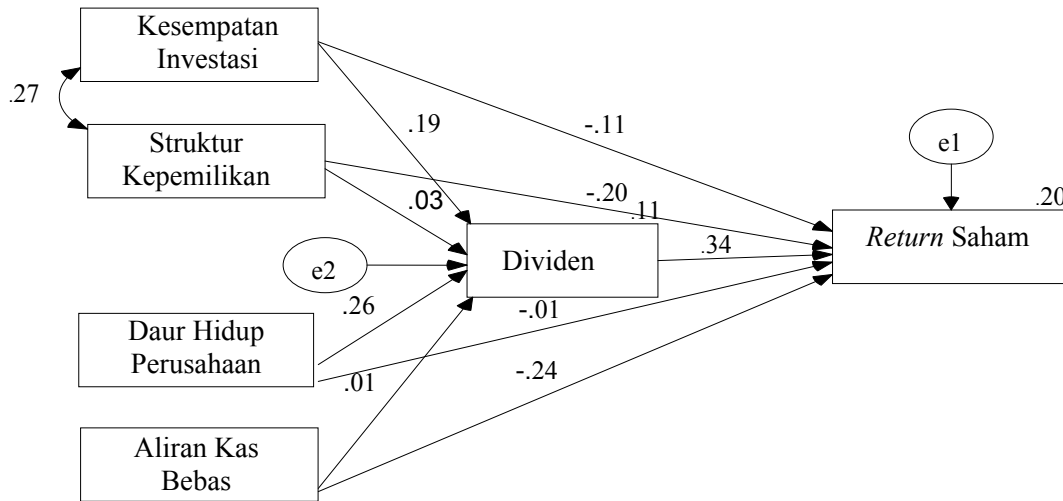 Kesempatan
Investasi
.27
.19
-.11
Struktur
Kepemilikan
e1
.03
-.20
.11
.20
Return Saham
.34
Dividen
e2
.26
-.01
Daur Hidup
Perusahaan
.01
-.24
Aliran Kas
Bebas